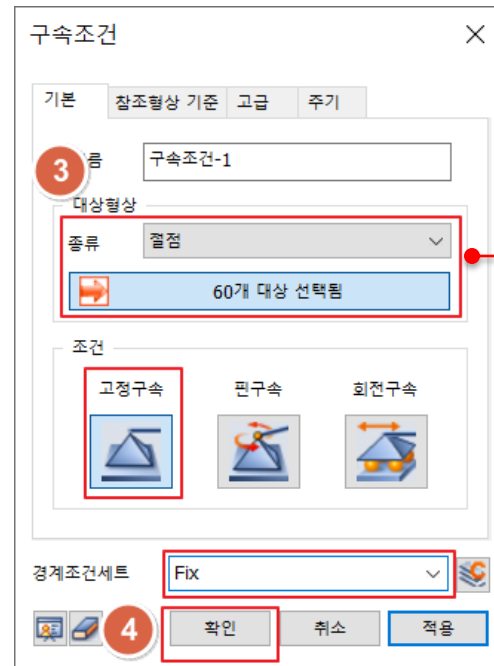 구속조건
기본 참조형상 기준 고급 주기
3 름 구속조건-1
대상형상
종류 절점
60개 대상 선택됨
조건
고정구속 핀구속 회전구속
경계조건세트 Fix
4 확인 취소 적용